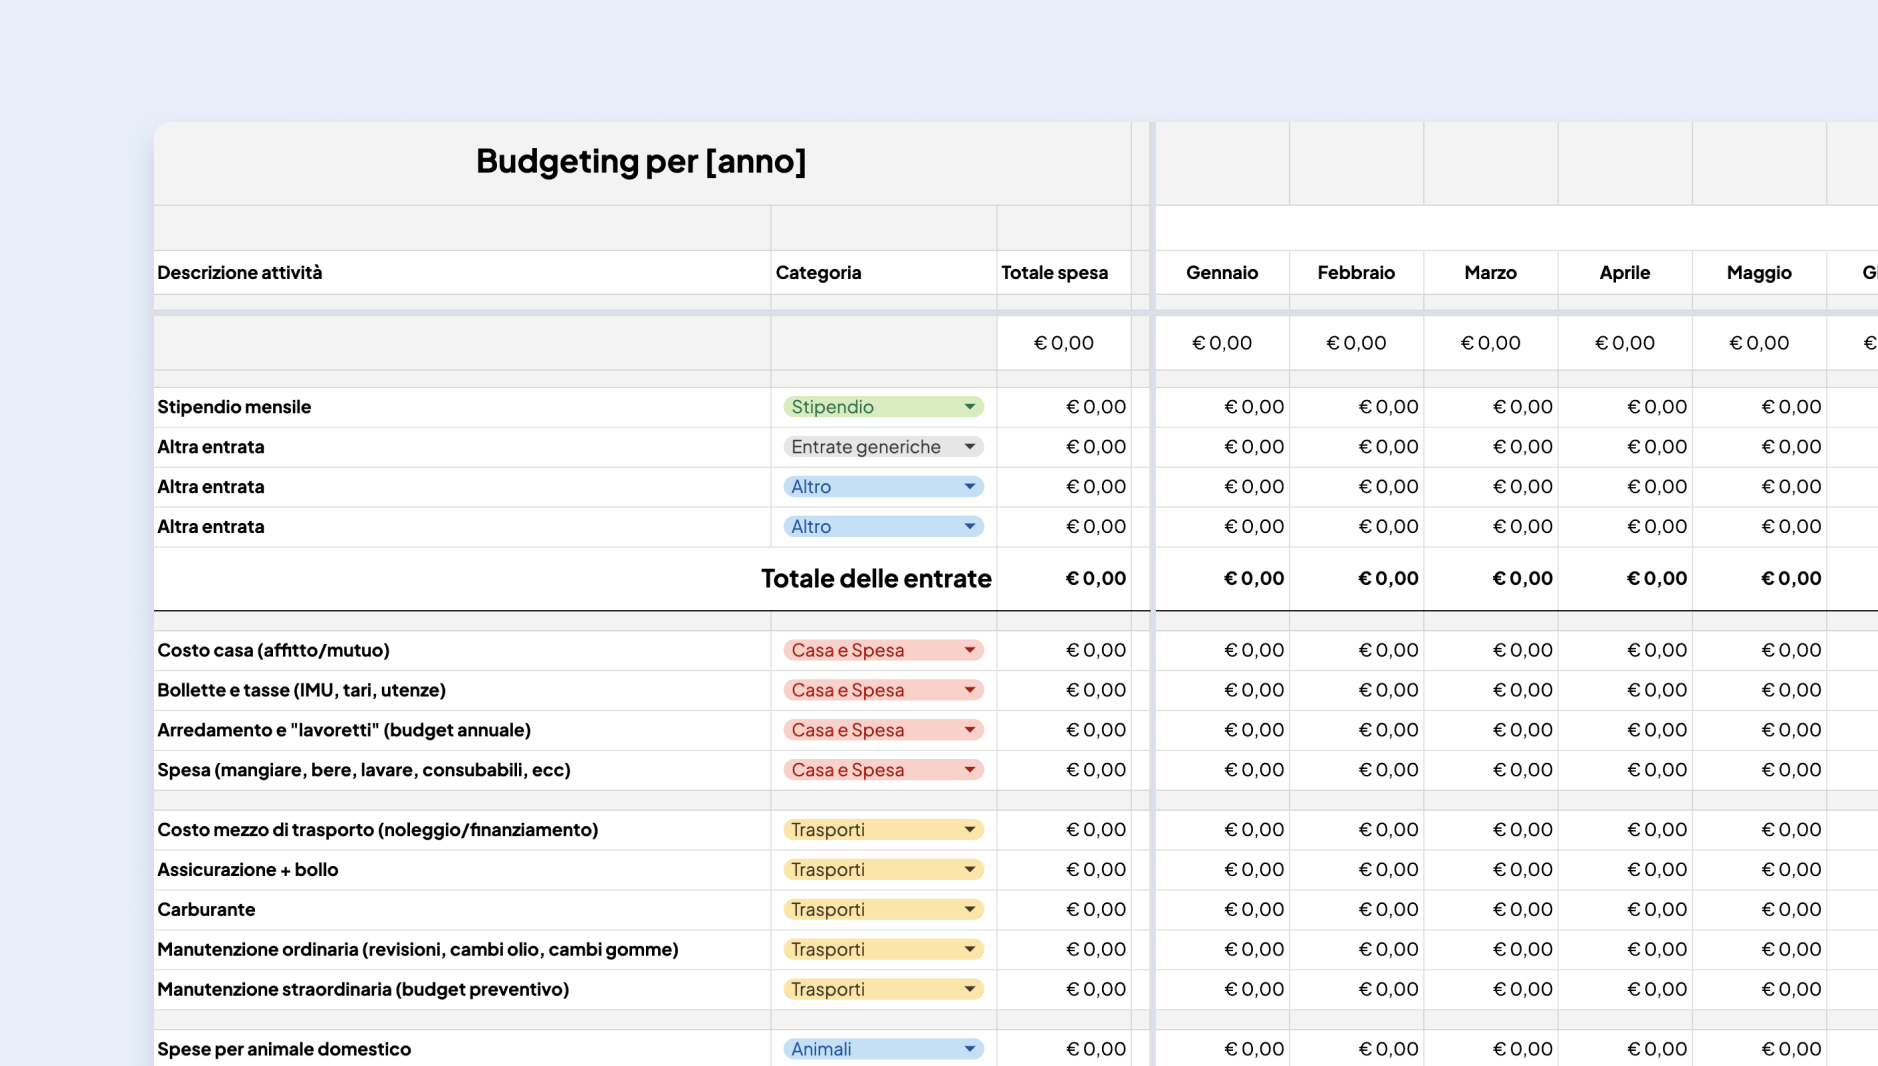 Budgeting per [anno]
Descrizione attività Categoria Totale spesa Gennaio Febbraio Marzo Aprile Maggio
€ 0,00 € 0,00 € 0,00 € 0,00 € 0,00 € 0,00 €
Stipendio mensile Stipendio € 0,00 € 0,00 € 0,00 € 0,00 € 0,00 € 0,00
Altra entrata Entrate generiche € 0,00 € 0,00 € 0,00 € 0,00 € 0,00 € 0,00
Altra entrata Altro € 0,00 € 0,00 € 0,00 € 0,00 € 0,00 € 0,00
Altra entrata Altro € 0,00 € 0,00 € 0,00 € 0,00 € 0,00 € 0,00
Totale delle entrate € 0,00 € 0,00 € 0,00 € 0,00 € 0,00 € 0,00
Costo casa (affitto/mutuo) Casa e Spesa € 0,00 € 0,00 € 0,00 € 0,00 € 0,00 € 0,00
Bollette e tasse (IMU, tari, utenze) Casa e Spesa € 0,00 € 0,00 € 0,00 € 0,00 € 0,00 € 0,00
Arredamento e "lavoretti" (budget annuale) Casa e Spesa € 0,00 € 0,00 € 0,00 € 0,00 € 0,00 € 0,00
Spesa (mangiare, bere, lavare, consubabili, ecc) Casa e Spesa € 0,00 € 0,00 € 0,00 € 0,00 € 0,00 € 0,00
Costo mezzo di trasporto (noleggio/finanziamento) Trasporti € 0,00 € 0,00 € 0,00 € 0,00 € 0,00 € 0,00
Assicurazione + bollo Trasporti € 0,00 € 0,00 € 0,00 € 0,00 € 0,00 € 0,00
Carburante Trasporti € 0,00 € 0,00 € 0,00 € 0,00 € 0,00 € 0,00
Manutenzione ordinaria (revisioni, cambi olio, cambi gomme) Trasporti € 0,00 € 0,00 € 0,00 € 0,00 € 0,00 € 0,00
Manutenzione straordinaria (budget preventivo) Trasporti € 0,00 € 0,00 € 0,00 € 0,00 € 0,00 € 0,00
Spese per animale domestico Animali € 0,00 € 0,00 € 0,00 € 0,00 € 0,00 € 0,00